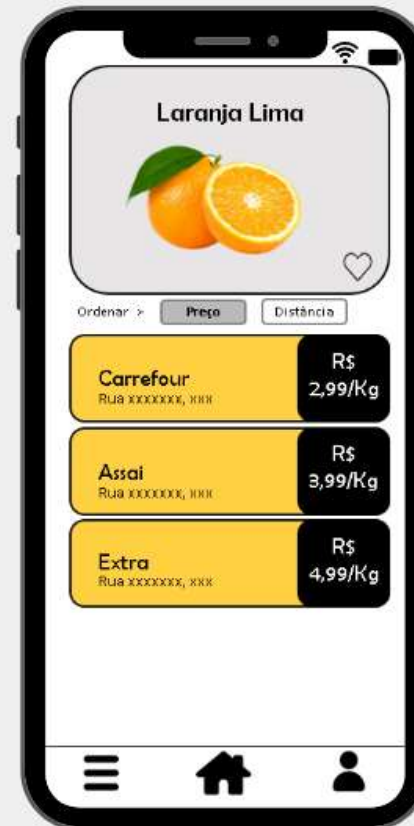 Laranja Lima
Ordenar > Preço Distância
Carrefour
Rua xxxxxxx, xxx
R$
2,99/Kg
Assai
Rua xxxxxxx, xxx
R$
3,99/Kg
Extra
Rua xxxxxxx, xxx
R$
4,99/Kg